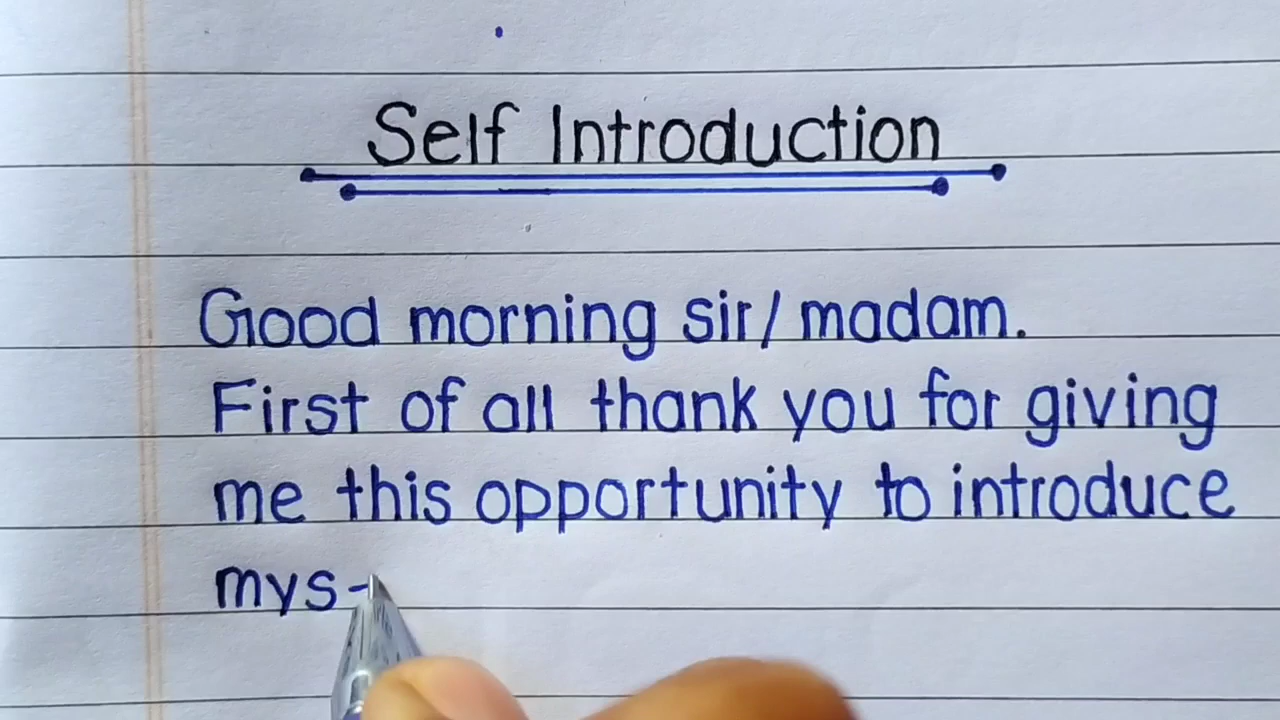 Self Introduction
Good morning sir/madam.
First of all thank you for giving
me this opportunity to introduce
mys-